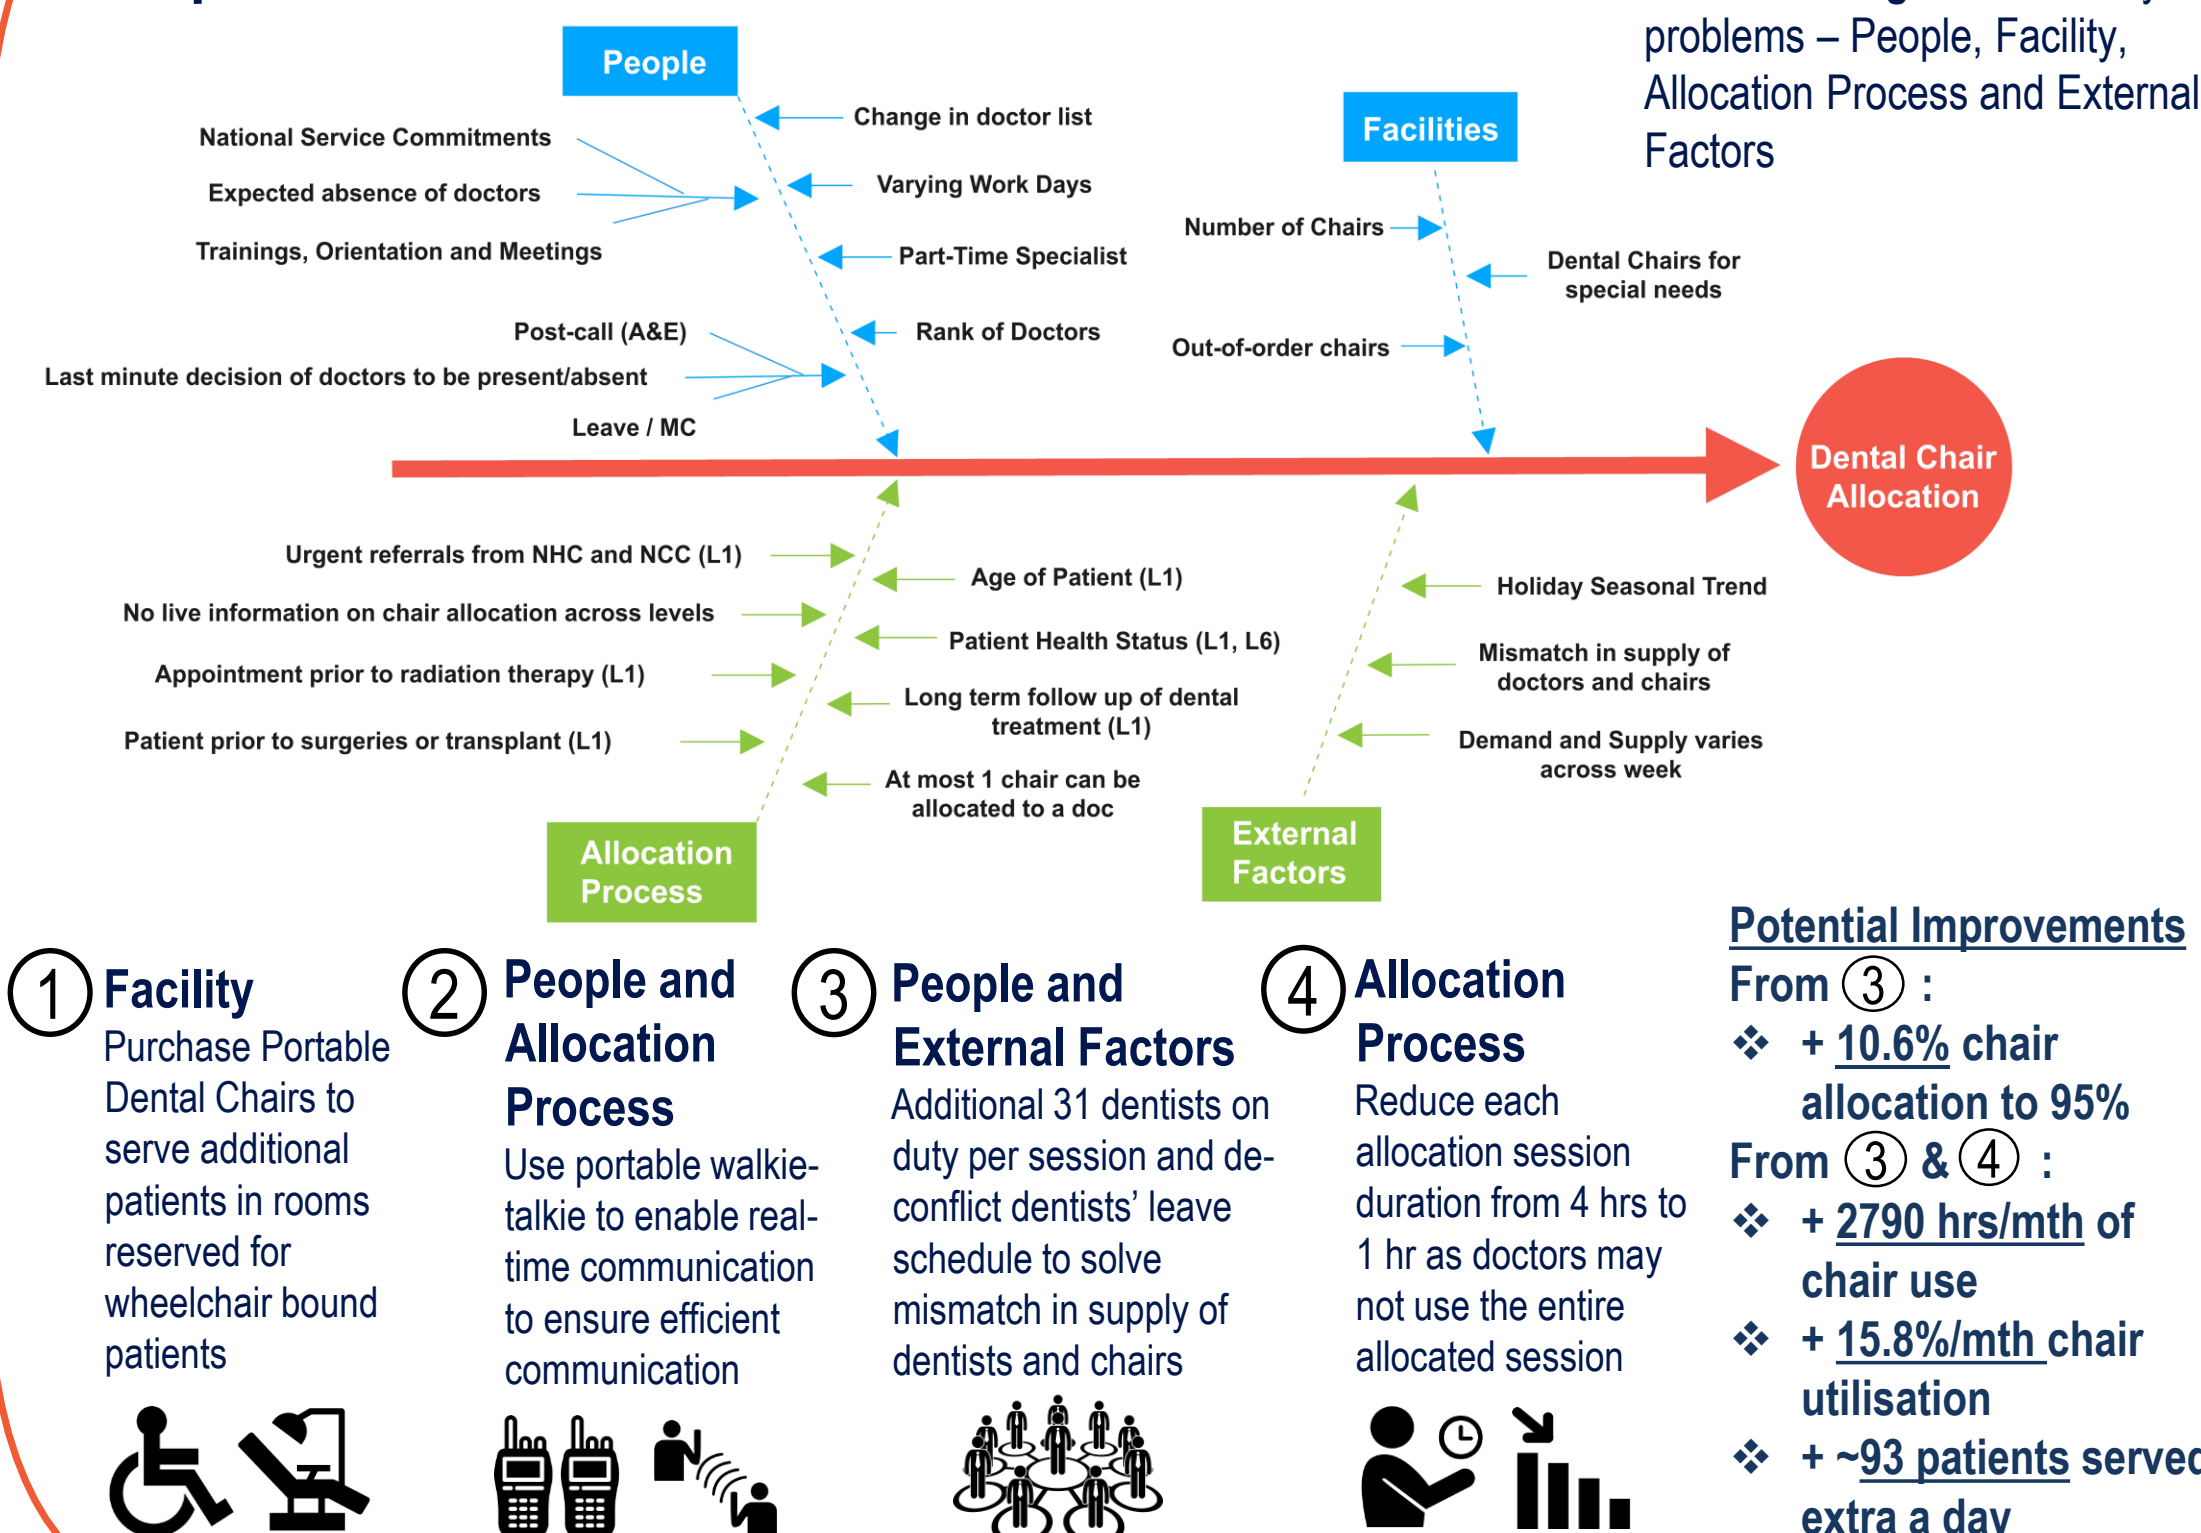 problems – People, Facility,
Allocation Process and External
Factors
People
Change in doctor list
National Service Commitments
Varying Work Days
Expected absence of doctors
Part-Time Specialist
Trainings, Orientation and Meetings
Rank of Doctors
Post-call (A&E)
Last minute decision of doctors to be present/absent
Leave / MC
Facilities
Number of Chairs
Dental Chairs for
special needs
Out-of-order chairs
Dental Chair
Allocation
Urgent referrals from NHC and NCC (L1)
Age of Patient (L1)
No live information on chair allocation across levels
Patient Health Status (L1, L6)
Appointment prior to radiation therapy (L1)
Long term follow up of dental
treatment (L1)
Patient prior to surgeries or transplant (L1)
At most 1 chair can be
allocated to a doc
Allocation
Process
Holiday Seasonal Trend
Mismatch in supply of
doctors and chairs
Demand and Supply varies
across week
External
Factors
1 Facility
Purchase Portable
Dental Chairs to
serve additional
patients in rooms
reserved for
wheelchair bound
patients
2 People and
Allocation
Process
Use portable walkie-
talkie to enable real-
time communication
to ensure efficient
communication
3 People and
External Factors
Additional 31 dentists on
duty per session and de-
conflict dentists’ leave
schedule to solve
mismatch in supply of
dentists and chairs
4 Allocation
Process
Reduce each
allocation session
duration from 4 hrs to
1 hr as doctors may
not use the entire
allocated session
Potential Improvements
From 3 :
❖ + 10.6% chair
allocation to 95%
From 3 & 4 :
❖ + 2790 hrs/mth of
chair use
❖ + 15.8%/mth chair
utilisation
❖ + ~93 patients served
extra a day